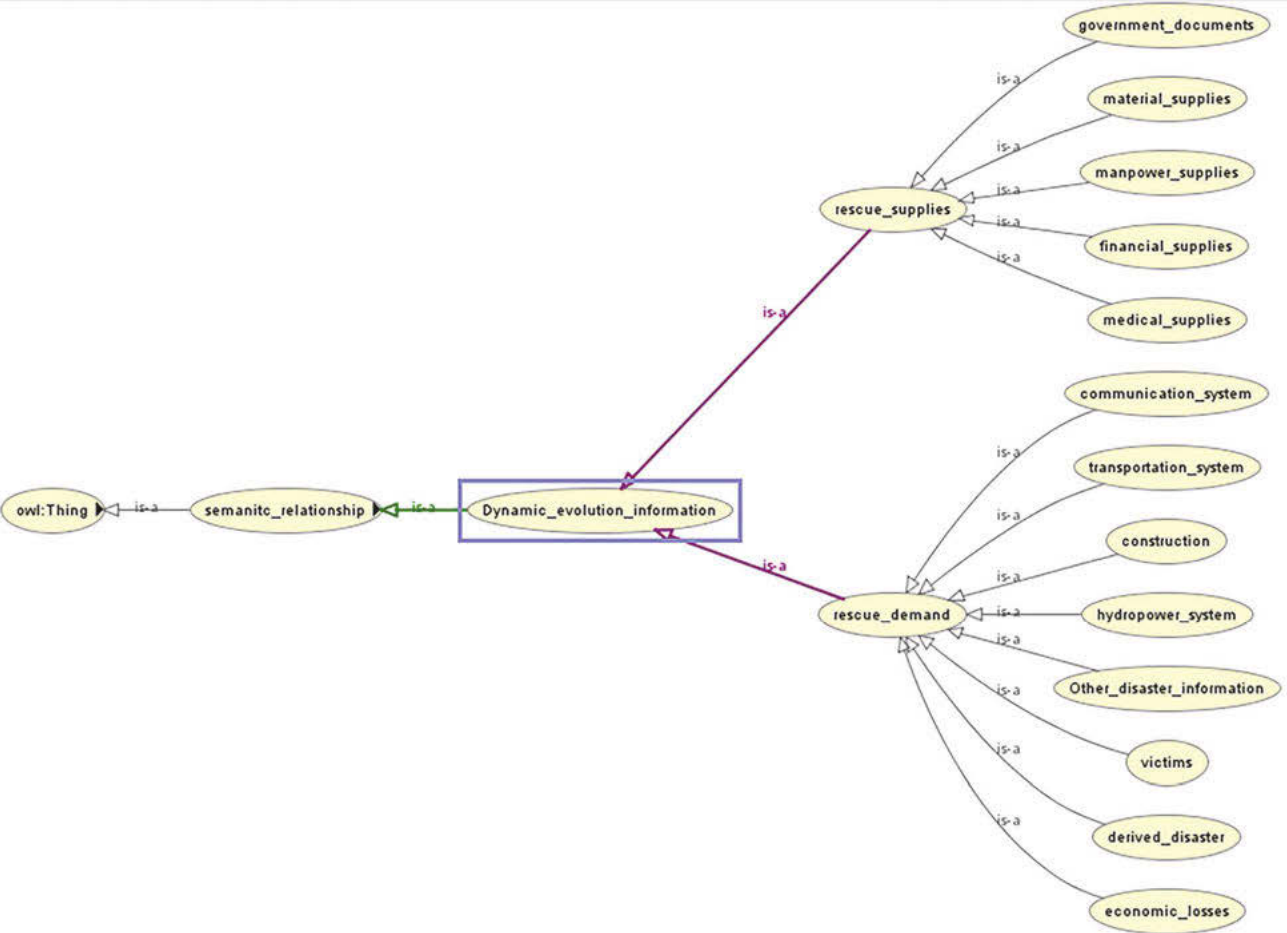 government_documents
is-a
material_supplies
is-a
manpower_supplies
is-a
rescue_supplies
is-a
financial_supplies
is-a
medical_supplies
is-a
communication_system
is-a
transportation_system
owl:Thing
is-a
semanitc_relationship
is-a
Dynamic_evolution_information
is-a
construction
is-a
is-a
rescue_demand
is-a
hydropower_system
is-a
Other_disaster_information
is-a
victims
is-a
derived_disaster
is-a
economic_losses